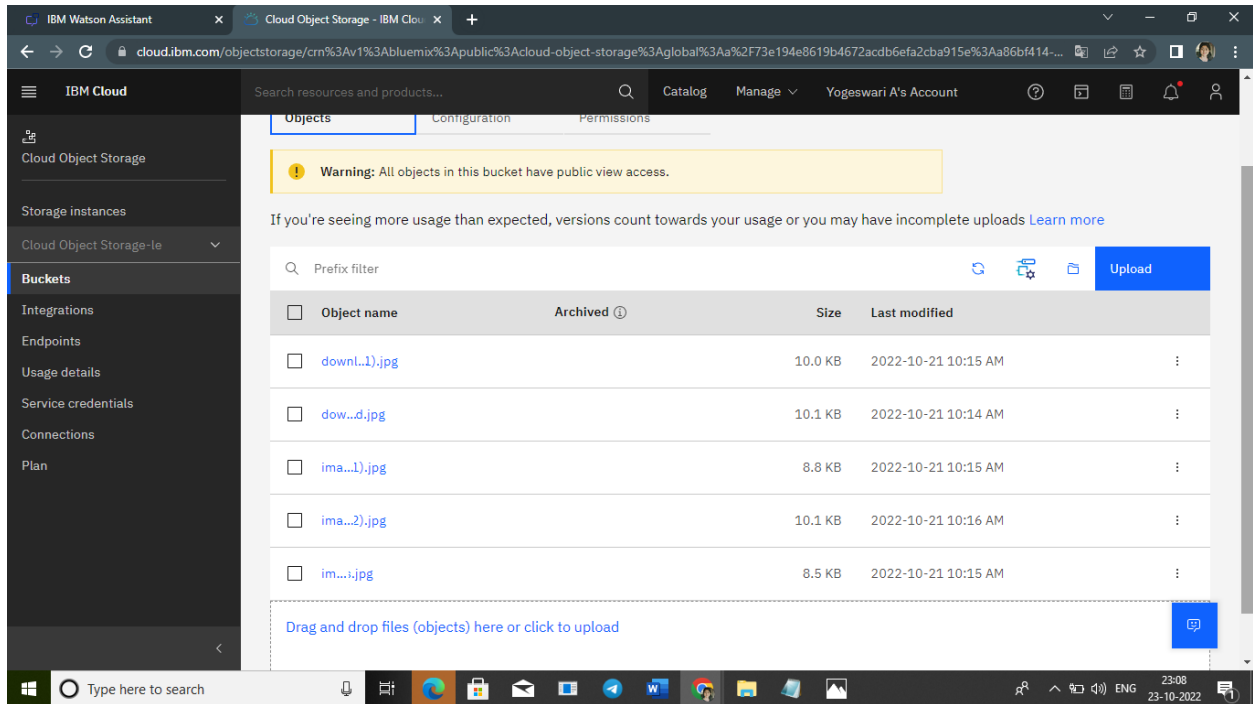 IBM Watson Assistant
Cloud Object Storage - IBM Clou
cloud.ibm.com/objectstorage/crn%3Av1%3Abluemix%3Apublic%3Acloud-object-storage%3Aglobal%3Aa%2F73e194e8619b4672acdb6efa2cba915e%3Aa86bf414-...
IBM Cloud
Search resources and products...
Catalog
Manage
Yogeswari A's Account
Cloud Object Storage
Storage instances
Cloud Object Storage-le
Buckets
Integrations
Endpoints
Usage details
Service credentials
Connections
Plan
Objects
Configuration
Permissions
Warning: All objects in this bucket have public view access.
If you're seeing more usage than expected, versions count towards your usage or you may have incomplete uploads Learn more
Prefix filter
Upload
Object name Archived Size Last modified
downl...1).jpg 10.0 KB 2022-10-21 10:15 AM
dow...d.jpg 10.1 KB 2022-10-21 10:14 AM
ima...1).jpg 8.8 KB 2022-10-21 10:15 AM
ima...2).jpg 10.1 KB 2022-10-21 10:16 AM
im...s.jpg 8.5 KB 2022-10-21 10:15 AM
Drag and drop files (objects) here or click to upload
Type here to search
ENG
23:08
23-10-2022